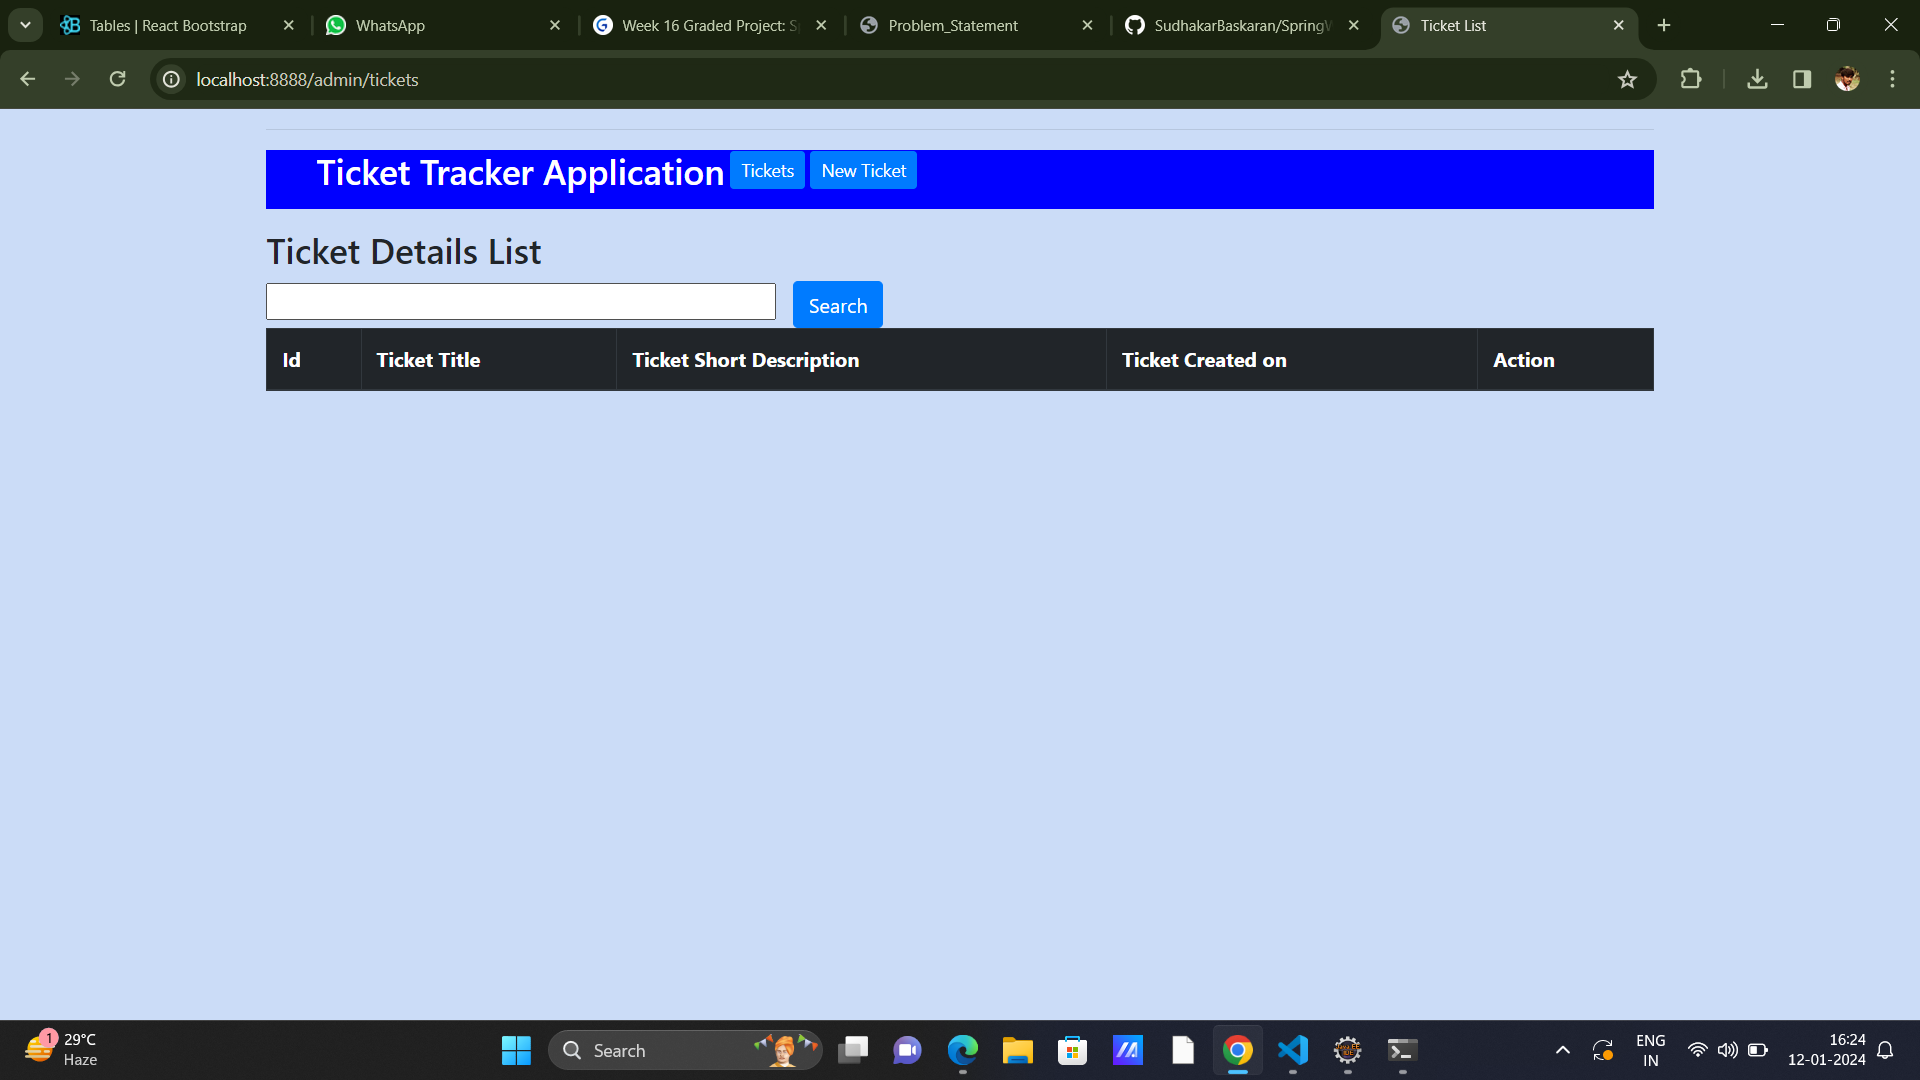 Tables | React Bootstrap
WhatsApp
Week 16 Graded Project: S
Problem_Statement
SudhakarBaskaran/Spring
Ticket List
localhost:8888/admin/tickets
Ticket Tracker Application Tickets New Ticket
Ticket Details List
Search
Id Ticket Title Ticket Short Description Ticket Created on Action
1 29°C
Haze
Search
ENG
IN
16:24
12-01-2024